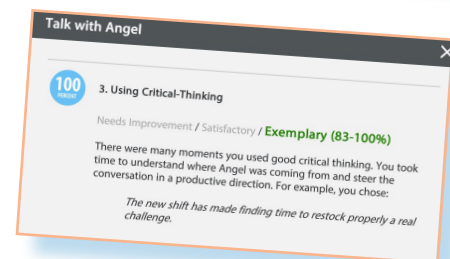 Talk with Angel
100
PERCENT
3. Using Critical-Thinking
Needs Improvement / Satisfactory / Exemplary (83-100%)
There were many moments you used good critical thinking. You took
time to understand where Angel was coming from and steer the
conversation in a productive direction. For example, you chose:
The new shift has made finding time to restock properly a real
challenge.